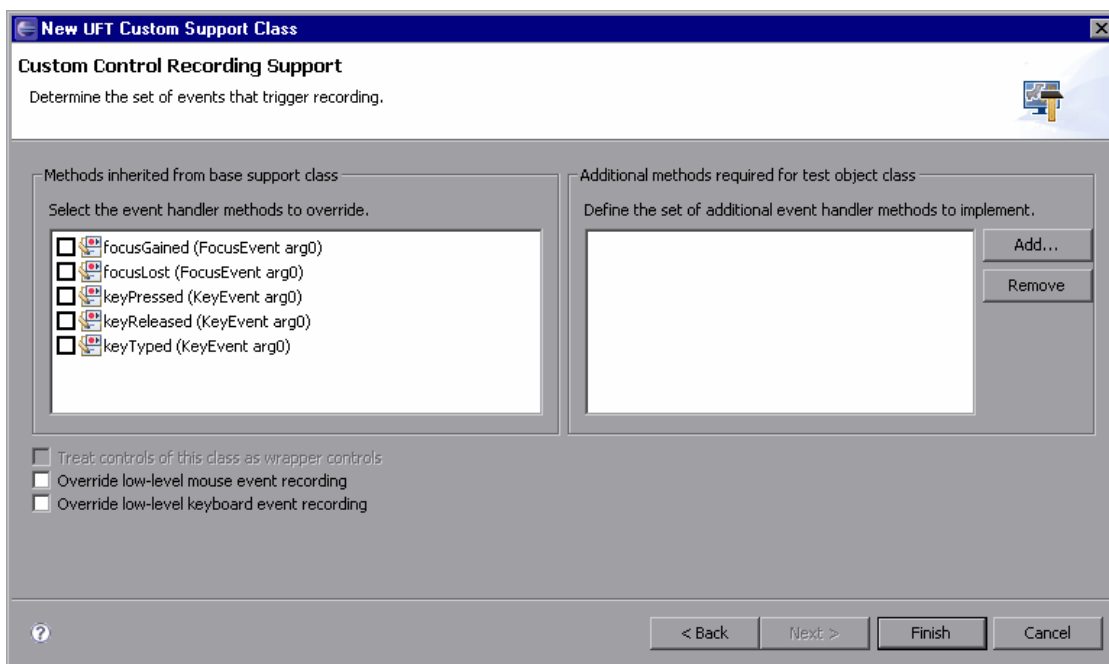 New UFT Custom Support Class
Custom Control Recording Support
Determine the set of events that trigger recording.
Methods inherited from base support class
Select the event handler methods to override.
focusGained (FocusEvent arg0)
focusLost (FocusEvent arg0)
keyPressed (KeyEvent arg0)
keyReleased (KeyEvent arg0)
keyTyped (KeyEvent arg0)
Additional methods required for test object class
Define the set of additional event handler methods to implement.
Add...
Remove
Treat controls of this class as wrapper controls
Override low-level mouse event recording
Override low-level keyboard event recording
?
< Back
Next >
Finish
Cancel